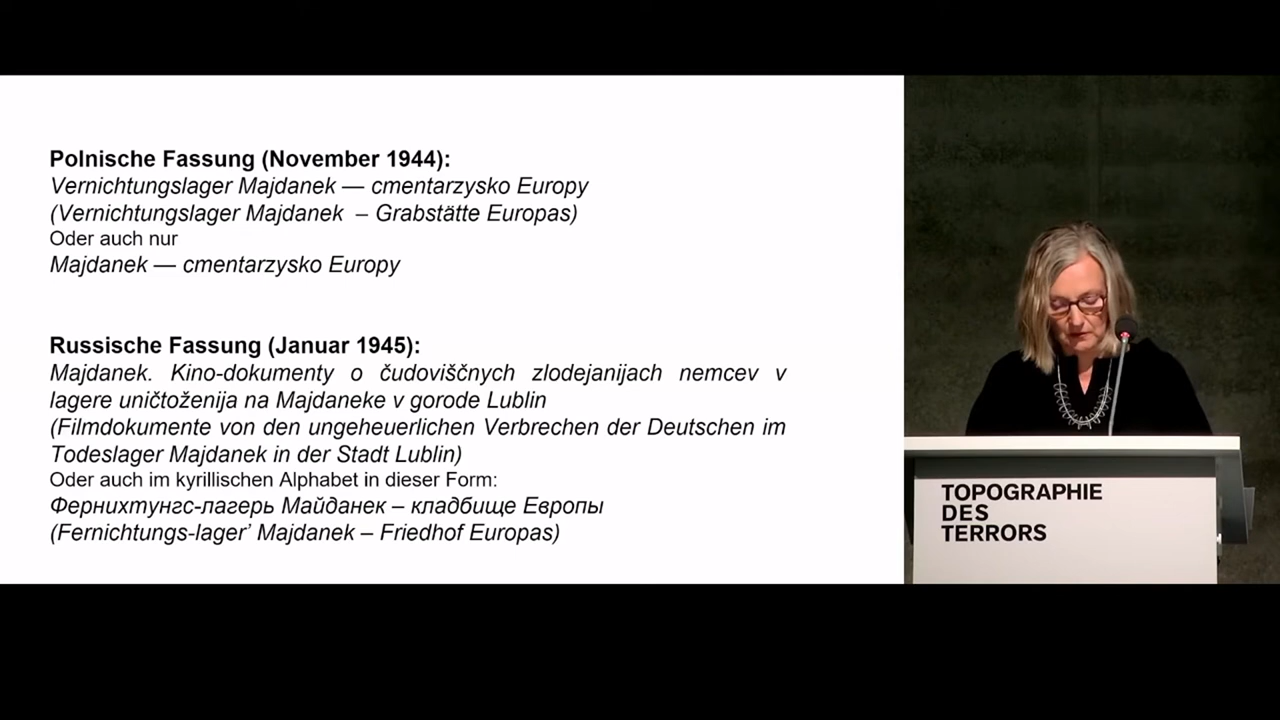 Polnische Fassung (November 1944):
Vernichtungslager Majdanek — cmentarzysko Europy
(Vernichtungslager Majdanek – Grabstätte Europas)
Oder auch nur
Majdanek — cmentarzysko Europy
Russische Fassung (Januar 1945):
Majdanek. Kino-dokumenty o čudoviščnych zlodejanijach nemcev v
lagere uničtoženija na Majdaneke v gorode Lublin
(Filmdokumente von den ungeheuerlichen Verbrechen der Deutschen im
Todeslager Majdanek in der Stadt Lublin)
Oder auch im kyrillischen Alphabet in dieser Form:
Фернихтунгс-лагерь Майданек – кладбище Европы
(Fernichtungs-lager’ Majdanek – Friedhof Europas)
TOPOGRAPHIE
DES
TERRORS